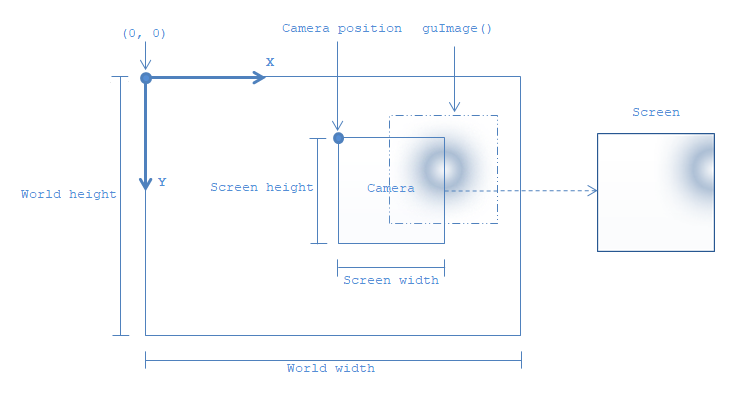 (0, 0)
Camera position
guImage()
X
Screen
Y
World height
Screen height
Camera
Screen width
World width